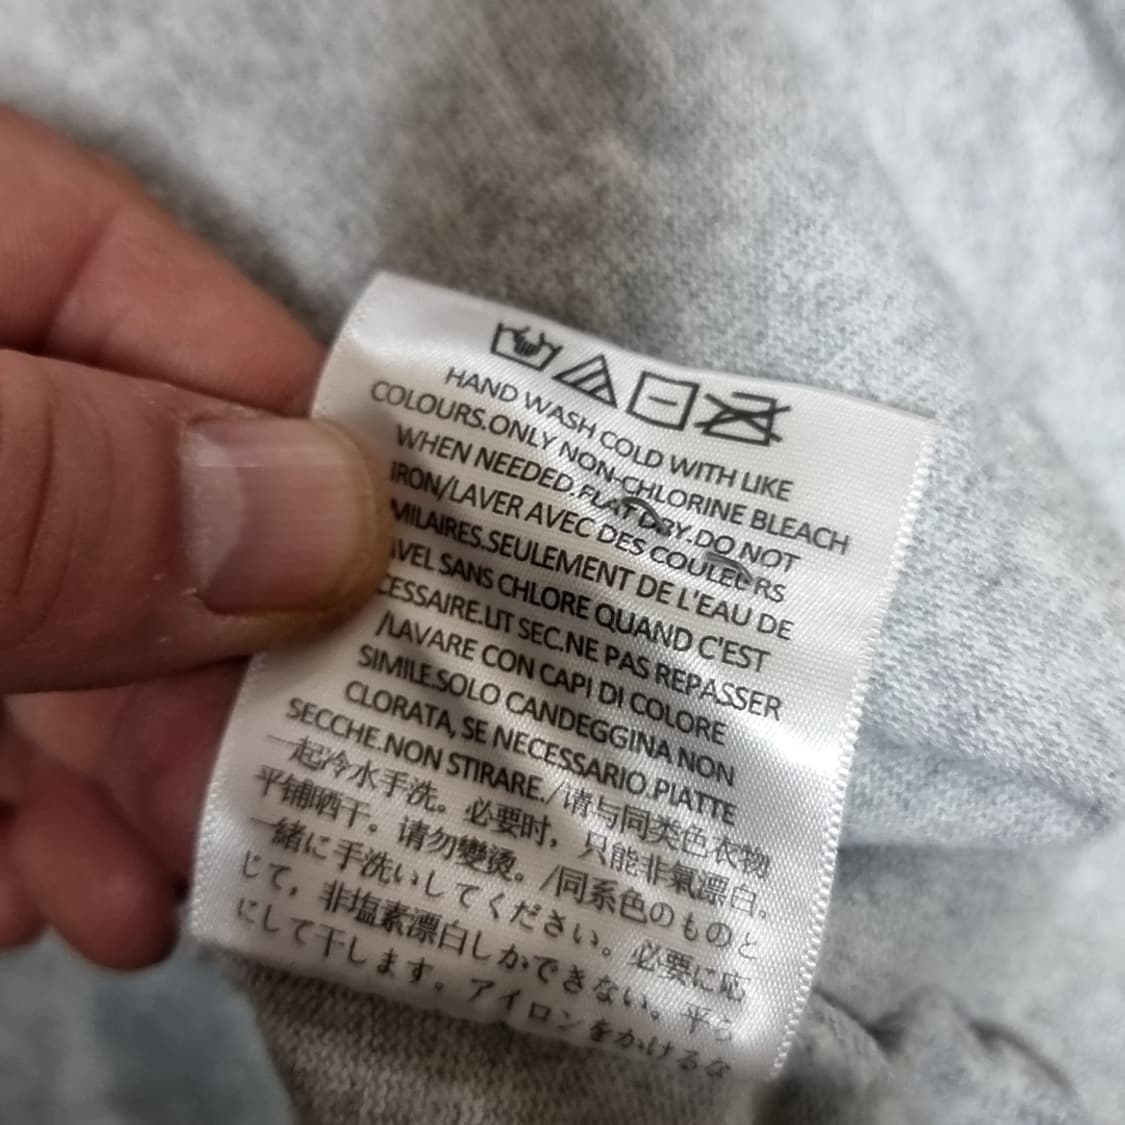 HAND WASH COLD WITH LIKE
COLOURS.ONLY NON-CHLORINE BLEACH
WHEN NEEDED.FLAT DRY.DO NOT
IRON/LAVER AVEC DES COULEURS
MILAIRES.SEULEMENT DE L'EAU DE
VEL SANS CHLORE QUAND C'EST
CESSAIRE.LIT SEC.NE PAS REPASSER
/LAVARE CON CAPI DI COLORE
SIMILE.SOLO CANDEGGINA NON
CLORATA, SE NECESSARIO.PIATTE
SECCHE.NON STIRARE./请与同类色衣物
一起冷水手洗。必要时，只能非氣漂白。
平铺晒干。请勿變烫。/同系色のものと
一緒に手洗いしてください。必要に応
じて，非塩素漂白しかできない。平ら
にして干します。アイロンをかけるな